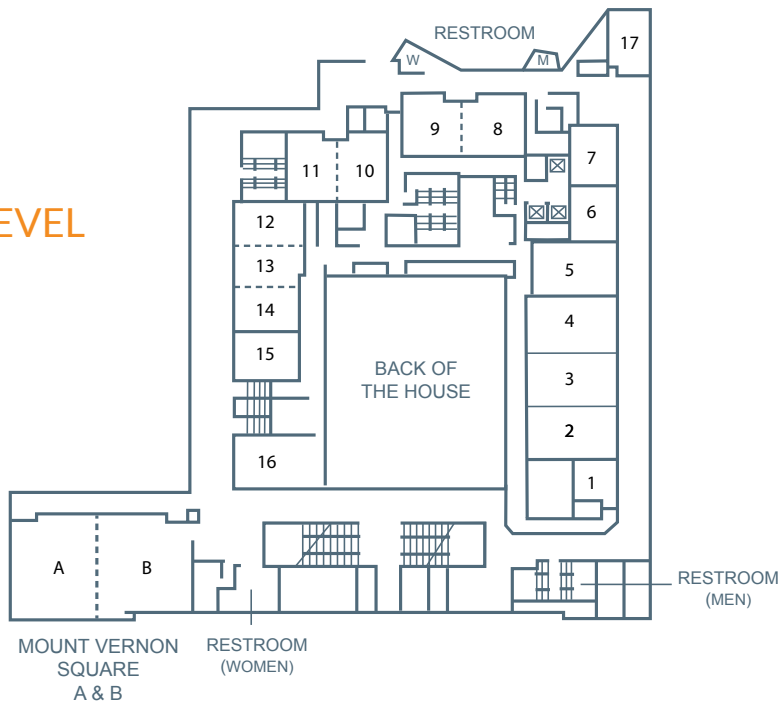 RESTROOM
17
W
M
9
8
7
11
10
6
12
EVEL
13
5
14
4
15
BACK OF
THE HOUSE
3
2
16
1
A
B
RESTROOM
(MEN)
MOUNT VERNON
SQUARE
A & B
RESTROOM
(WOMEN)